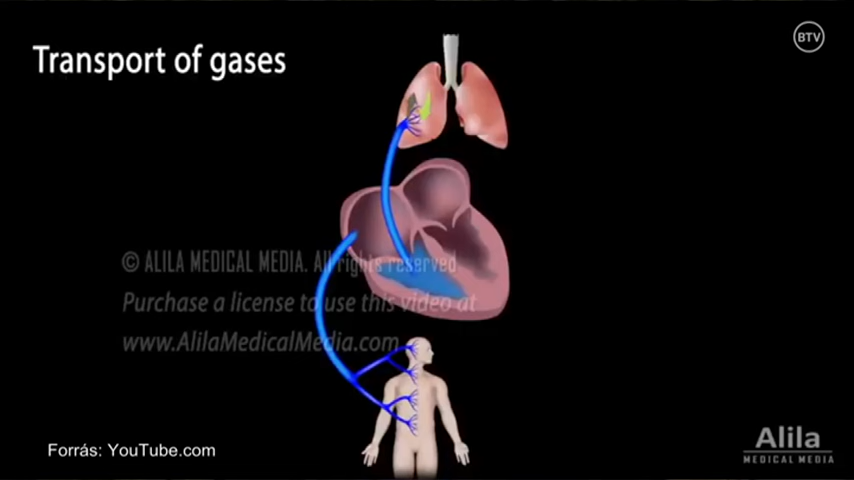 Transport of gases
BTV
© ALILA MEDICAL MEDIA. All rights reserved
Purchase a license to use this video at
www.AlilaMedicalMedia.com
Forrás: YouTube.com
Alila
MEDICAL MEDIA